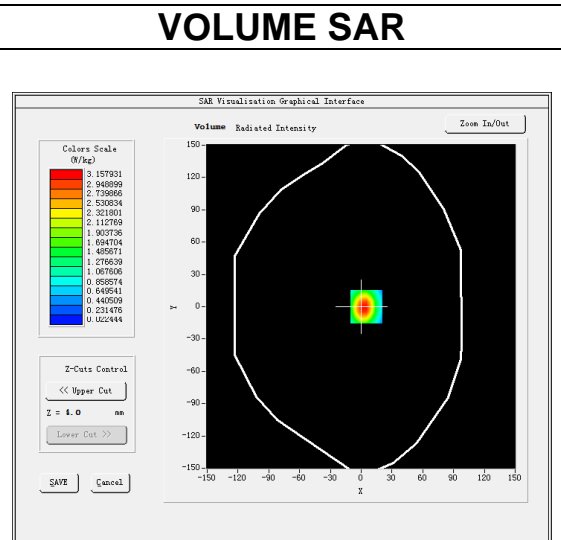 VOLUME SAR
SAR Visualisation Graphical Interface
Volume Radiated Intensity
Zoom In/Out
Colors Scale
(W/kg)
3.157931
2.948899
2.739866
2.530834
2.321801
2.112769
1.903736
1.694704
1.485671
1.276639
1.067606
0.858574
0.649541
0.440509
0.231476
0.022444
Z-Cuts Control
<< Upper Cut
Z = 4.0 mm
Lower Cut >>
SAVE Cancel
150
120
90
60
30
0
-30
-60
-90
-120
-150
Y
-150 -120 -90 -60 -30 0 30 60 90 120 150
X